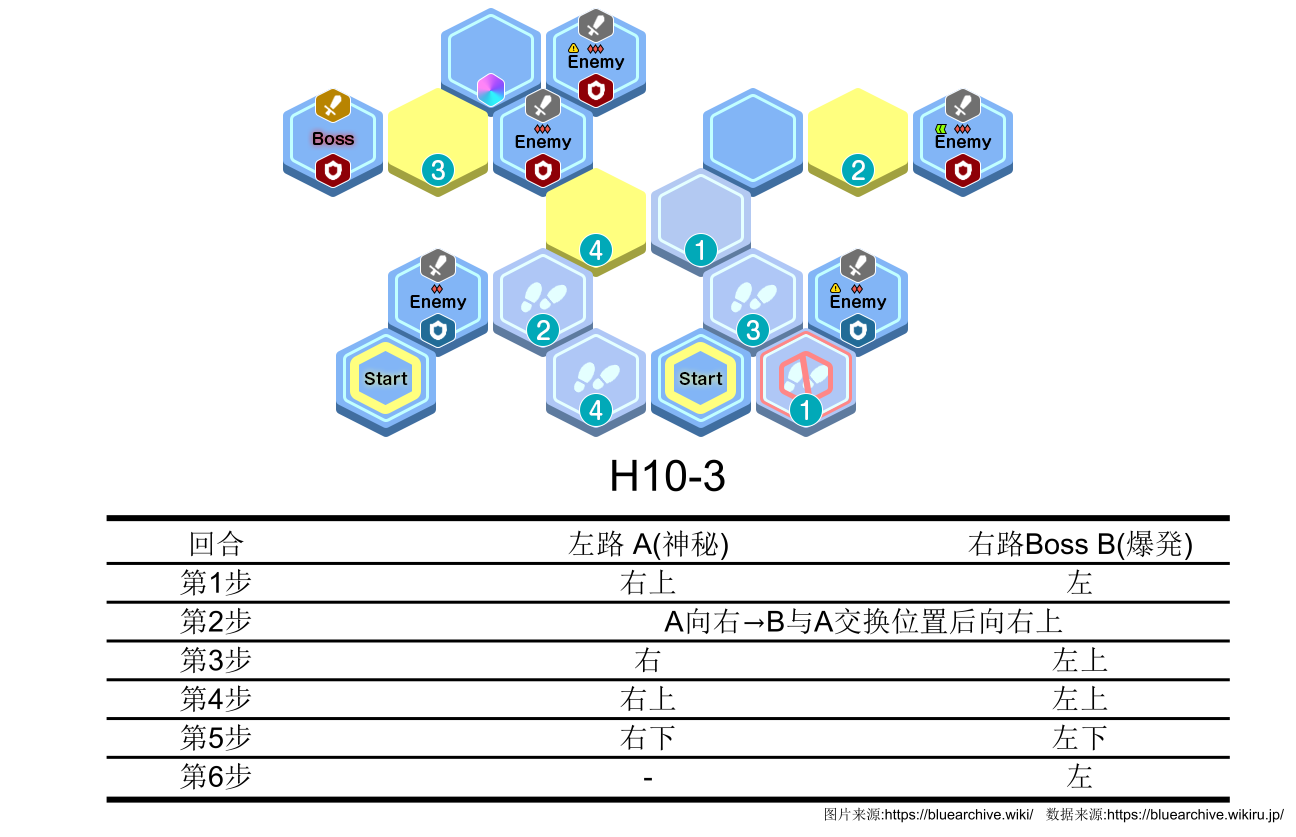 Enemy
Boss
3
Enemy
2
Enemy
4
1
Enemy
2
3
Enemy
Start
4
Start
1
H10-3
回合 左路 A(神秘) 右路Boss B(爆発)
第1步 右上 左
第2步 A向右→B与A交换位置后向右上
第3步 右 左上
第4步 右上 左上
第5步 右下 左下
第6步 - 左
图片来源:https://bluearchive.wiki/ 数据来源:https://bluearchive.wikiru.jp/